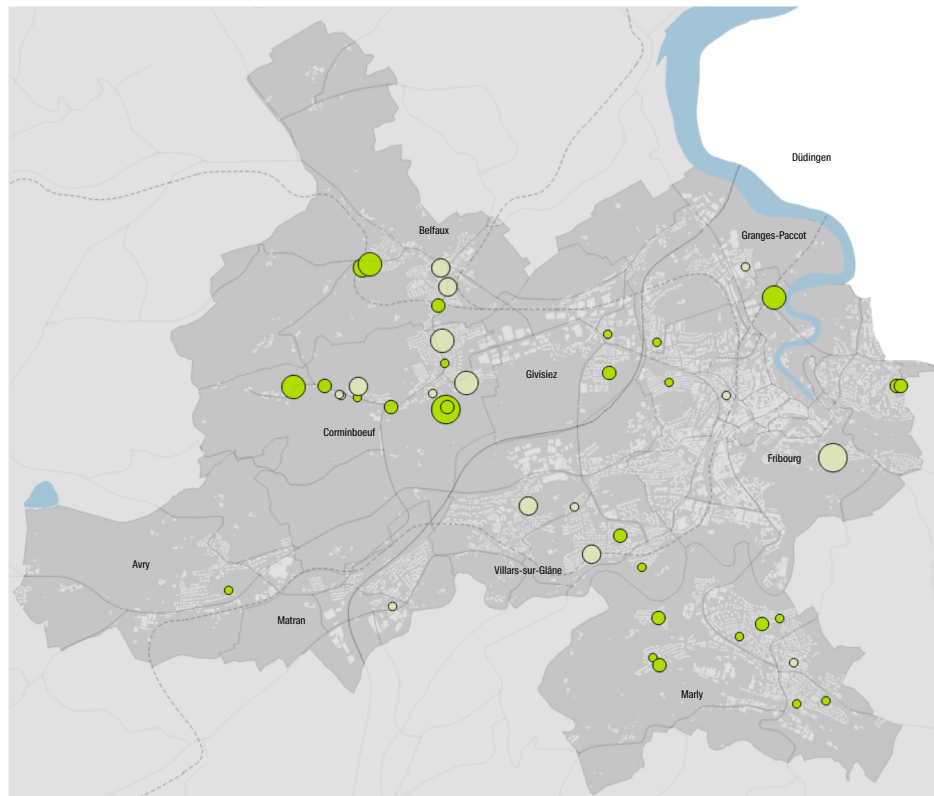 Düdingen
Belfaux
Granges-Paccot
Givisiez
Corminboeuf
Fribourg
Avry
Villars-sur-Glâne
Matran
Marly